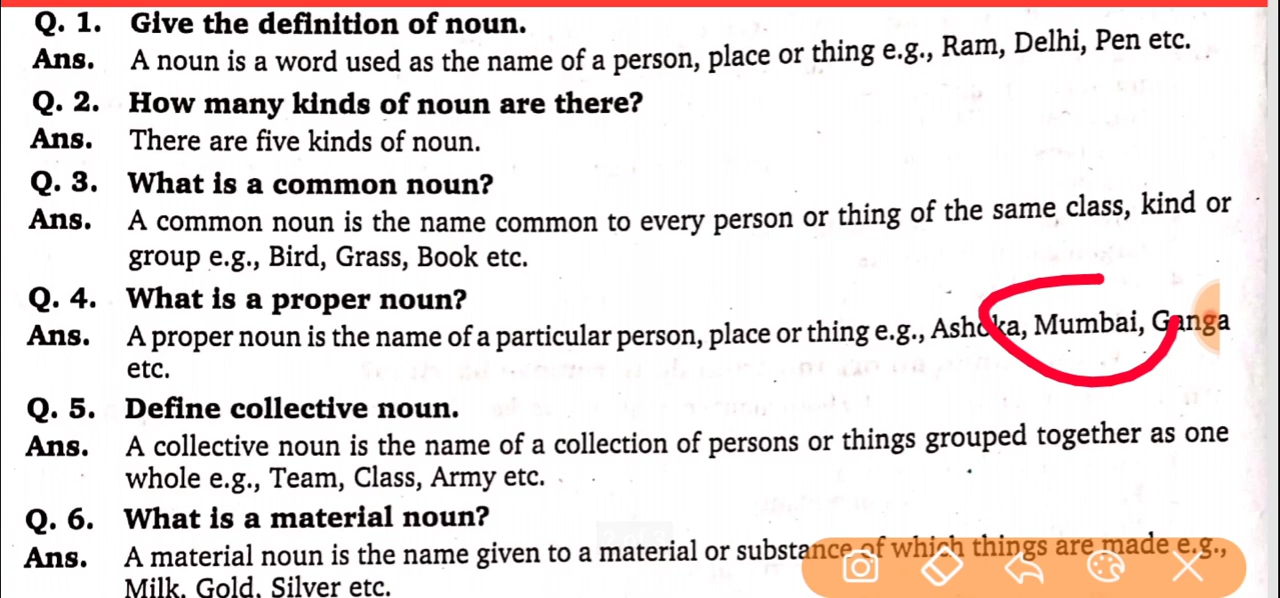 Q. 1. Give the definition of noun.
Ans. A noun is a word used as the name of a person, place or thing e.g., Ram, Delhi, Pen etc.
Q. 2. How many kinds of noun are there?
Ans. There are five kinds of noun.
Q. 3. What is a common noun?
Ans. A common noun is the name common to every person or thing of the same class, kind or
group e.g., Bird, Grass, Book etc.
Q. 4. What is a proper noun?
Ans. A proper noun is the name of a particular person, place or thing e.g., Ashoka, Mumbai, Ganga
etc.
Q. 5. Define collective noun.
Ans. A collective noun is the name of a collection of persons or things grouped together as one
whole e.g., Team, Class, Army etc.
Q. 6. What is a material noun?
Ans. A material noun is the name given to a material or substance of which things are made e.g.,
Milk, Gold, Silver etc.